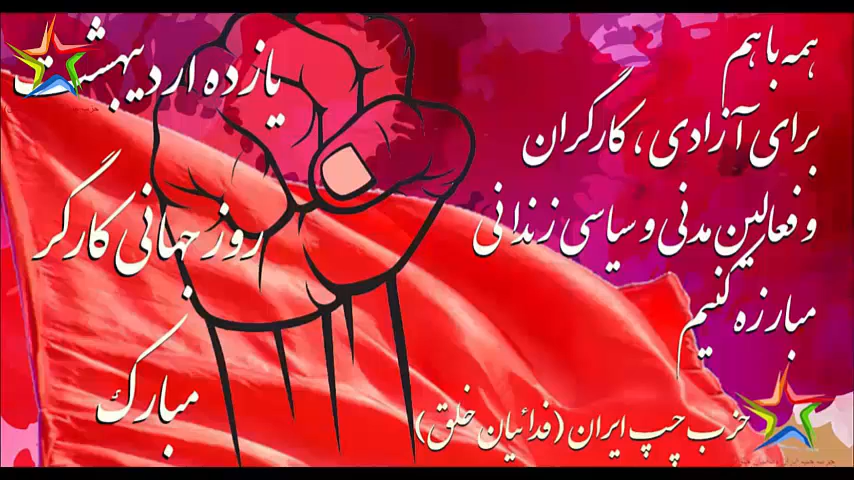 همه با هم
برای آزادی، کارگران
و فعالین مدنی و سیاسی زندانی
مبارزه کنیم
یازده اردیبهشت
روز جهانی کارگر
مبارک
حزب چپ ایران (فدائیان خلق)